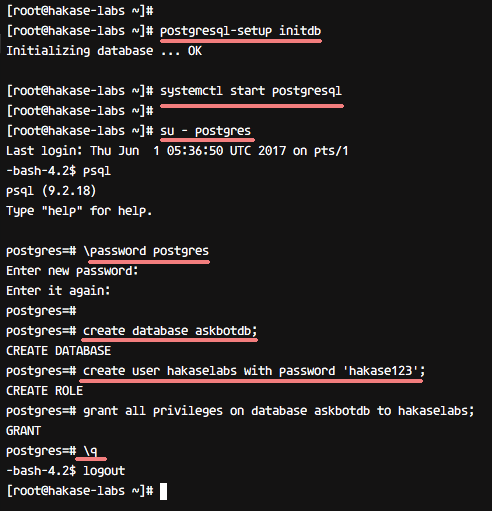 [root@hakase-labs ~]#
[root@hakase-labs ~]# postgresql-setup initdb
Initializing database ... OK
[root@hakase-labs ~]# systemctl start postgresql
[root@hakase-labs ~]#
[root@hakase-labs ~]# su - postgres
Last login: Thu Jun  1 05:36:50 UTC 2017 on pts/1
-bash-4.2$ psql
psql (9.2.18)
Type "help" for help.
postgres=# \password postgres
Enter new password:
Enter it again:
postgres=#
postgres=# create database askbotdb;
CREATE DATABASE
postgres=# create user hakaselabs with password 'hakase123';
CREATE ROLE
postgres=# grant all privileges on database askbotdb to hakaselabs;
GRANT
postgres=# \q
-bash-4.2$ logout
[root@hakase-labs ~]#